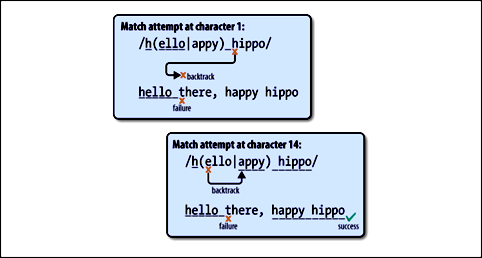 Match attempt at character 1:
/h(ello|appy) hippo/
backtrack
hello there, happy hippo
failure
Match attempt at character 14:
/h(ello|appy) hippo/
backtrack
hello there, happy hippo
failure success